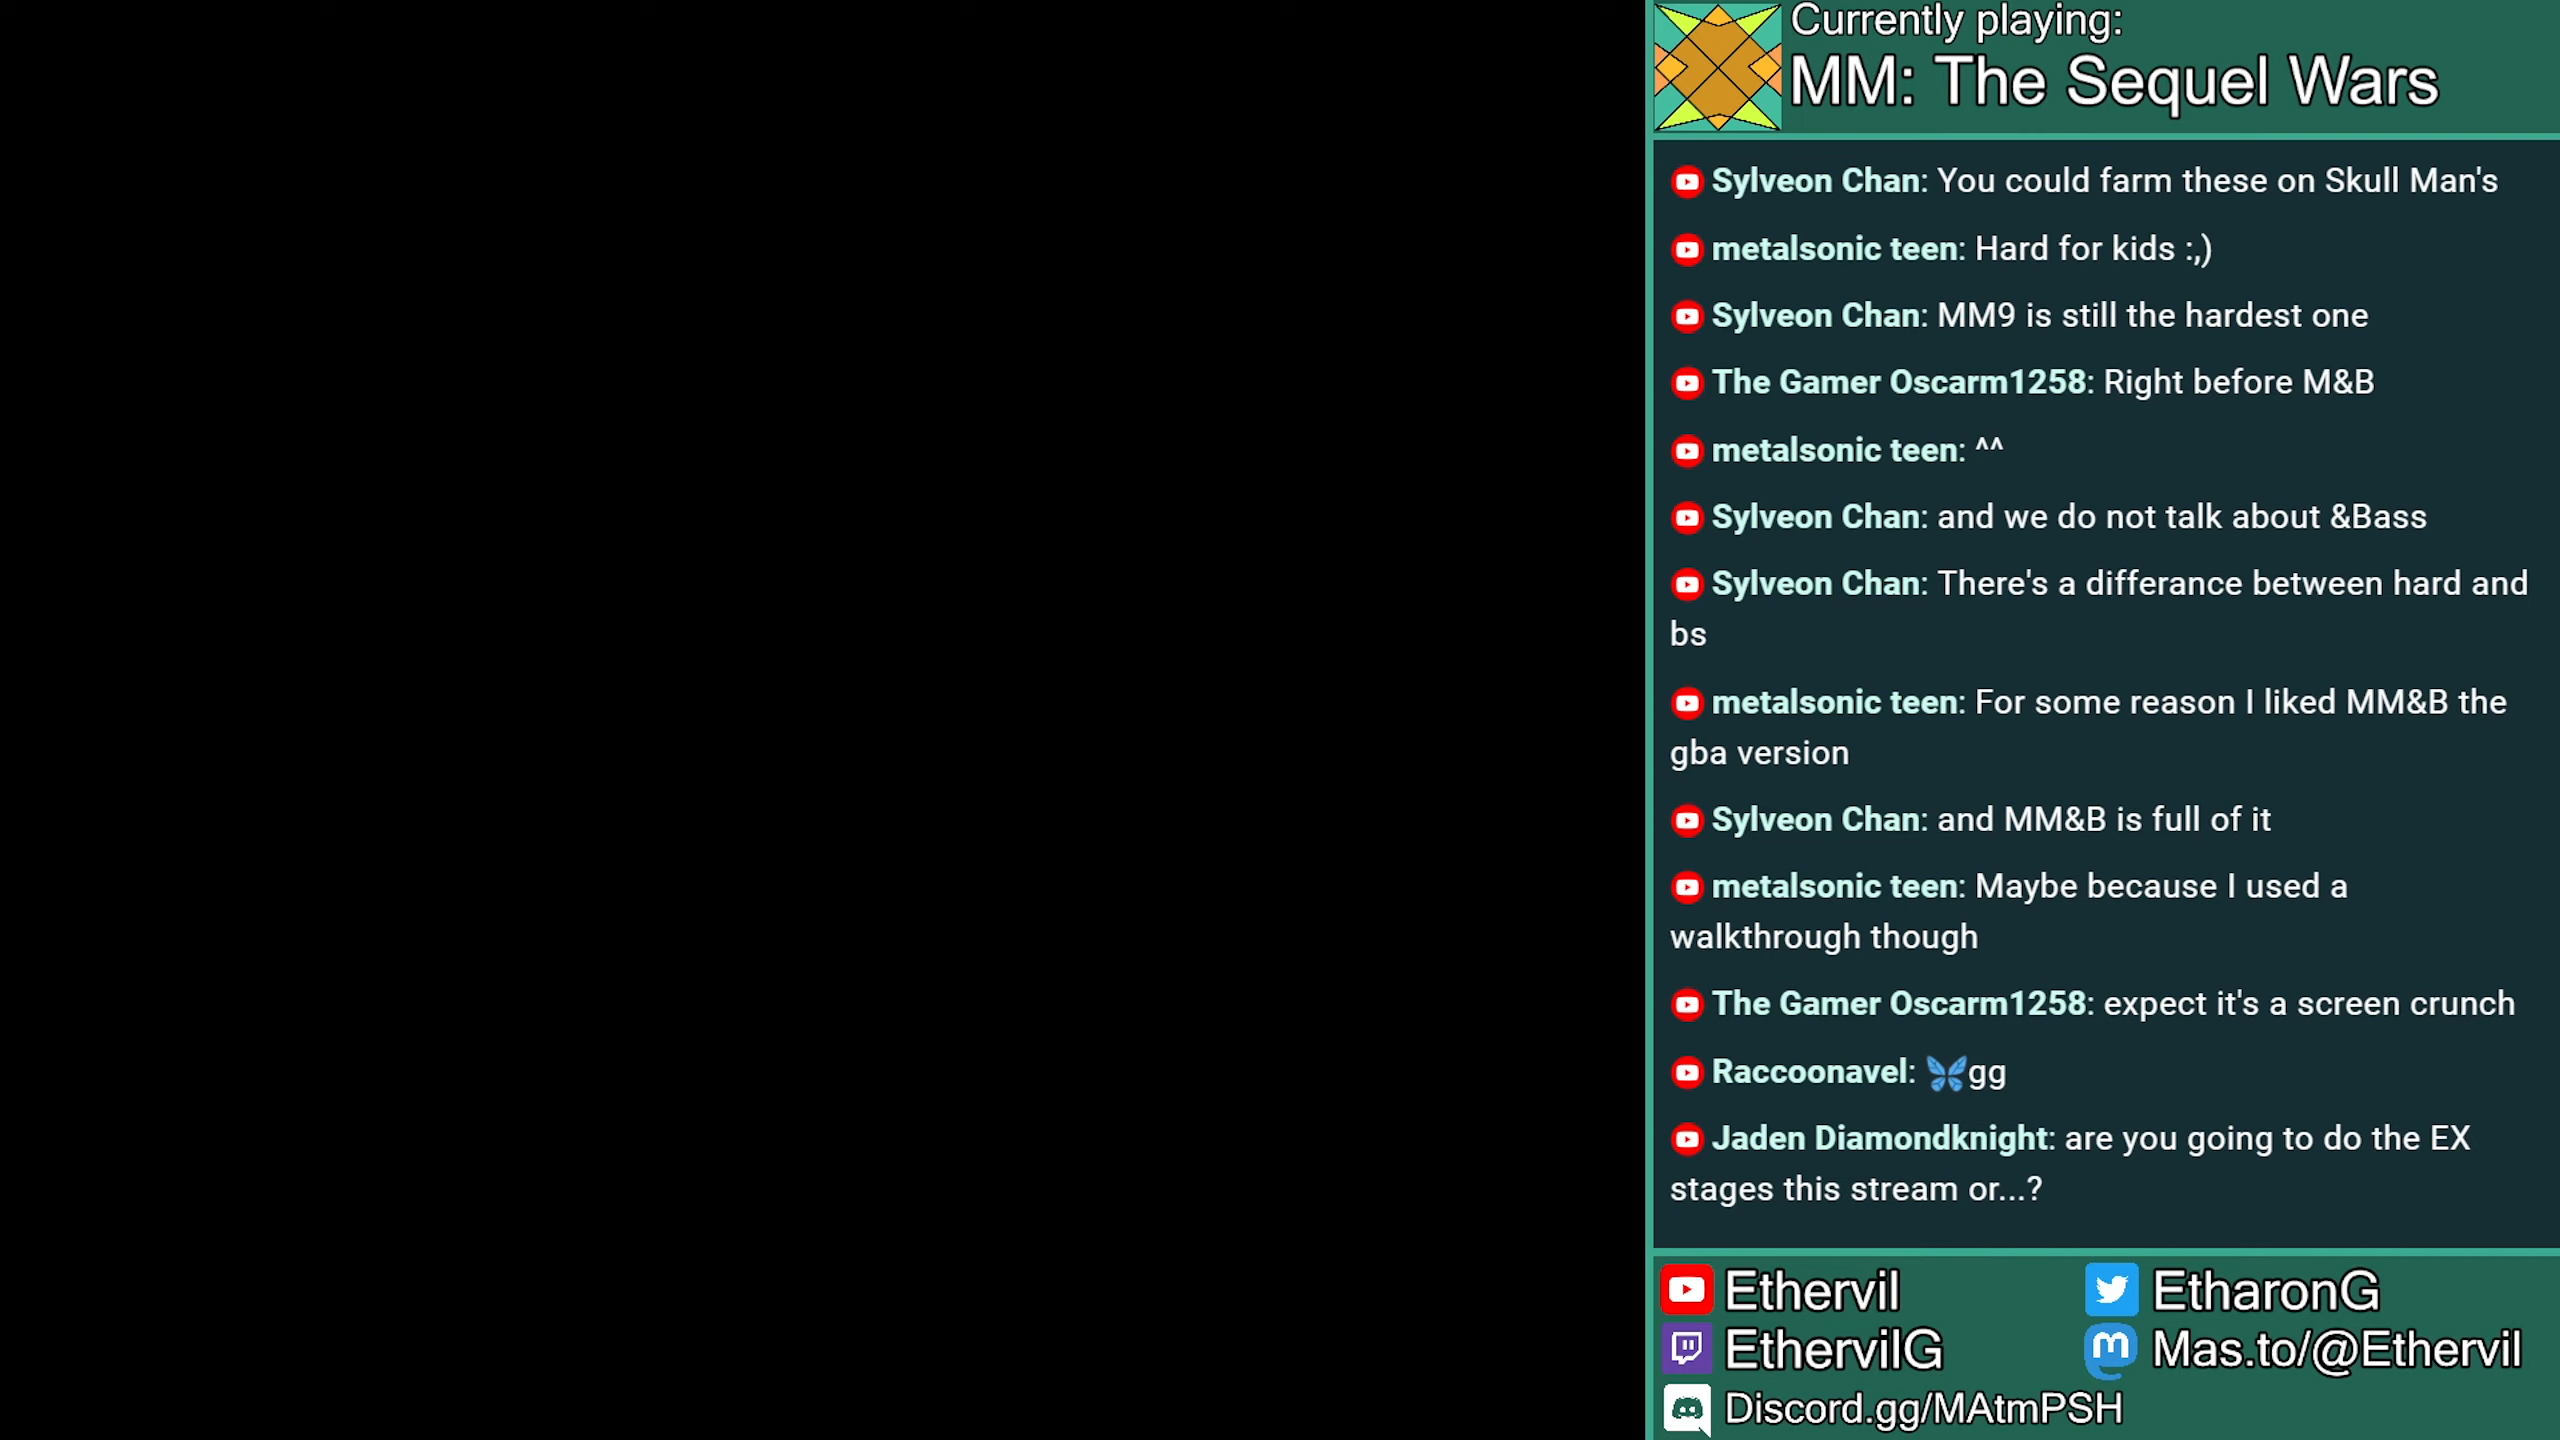 Currently playing:
MM: The Sequel Wars
Sylveon Chan: You could farm these on Skull Man's
metalsonic teen: Hard for kids :,)
Sylveon Chan: MM9 is still the hardest one
The Gamer Oscarm1258: Right before M&B
metalsonic teen: ^^
Sylveon Chan: and we do not talk about &Bass
Sylveon Chan: There's a differance between hard and
bs
metalsonic teen: For some reason I liked MM&B the
gba version
Sylveon Chan: and MM&B is full of it
metalsonic teen: Maybe because I used a
walkthrough though
The Gamer Oscarm1258: expect it's a screen crunch
Raccoonavel: 🦋gg
Jaden Diamondknight: are you going to do the EX
stages this stream or...?
Ethervil
EtharonG
EthervilG
Mas.to/@Ethervil
Discord.gg/MAtmPSH